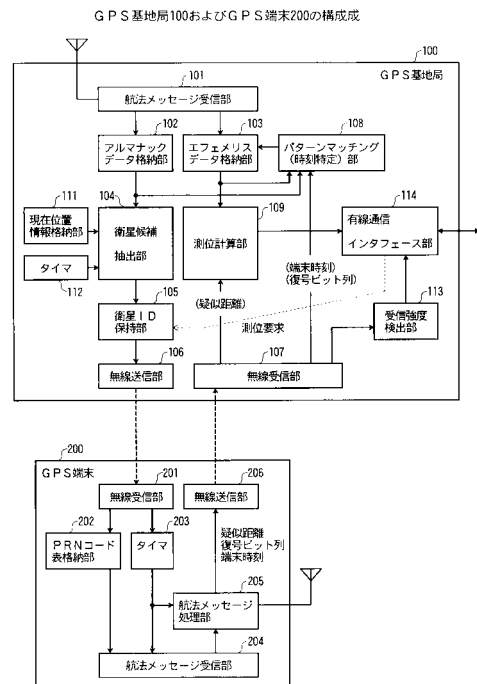 GPS基地局100およびGPS端末200の構成成
100
GPS基地局
101
航法メッセージ受信部
102
アルマナック
データ格納部
103
エフェメリス
データ格納部
108
パターンマッチング
(時刻特定)部
111
現在位置
情報格納部
104
衛星候補
抽出部
109
測位計算部
114
有線通信
インタフェース部
タイマ
112
105
衛星ID
保持部
(疑似距離)
(端末時刻)
(復号ビット列)
測位要求
113
受信強度
検出部
106
無線送信部
107
無線受信部
200
GPS端末
201
無線受信部
206
無線送信部
202
PRNコード
表格納部
203
タイマ
疑似距離
復号ビット列
端末時刻
205
航法メッセージ
処理部
204
航法メッセージ受信部